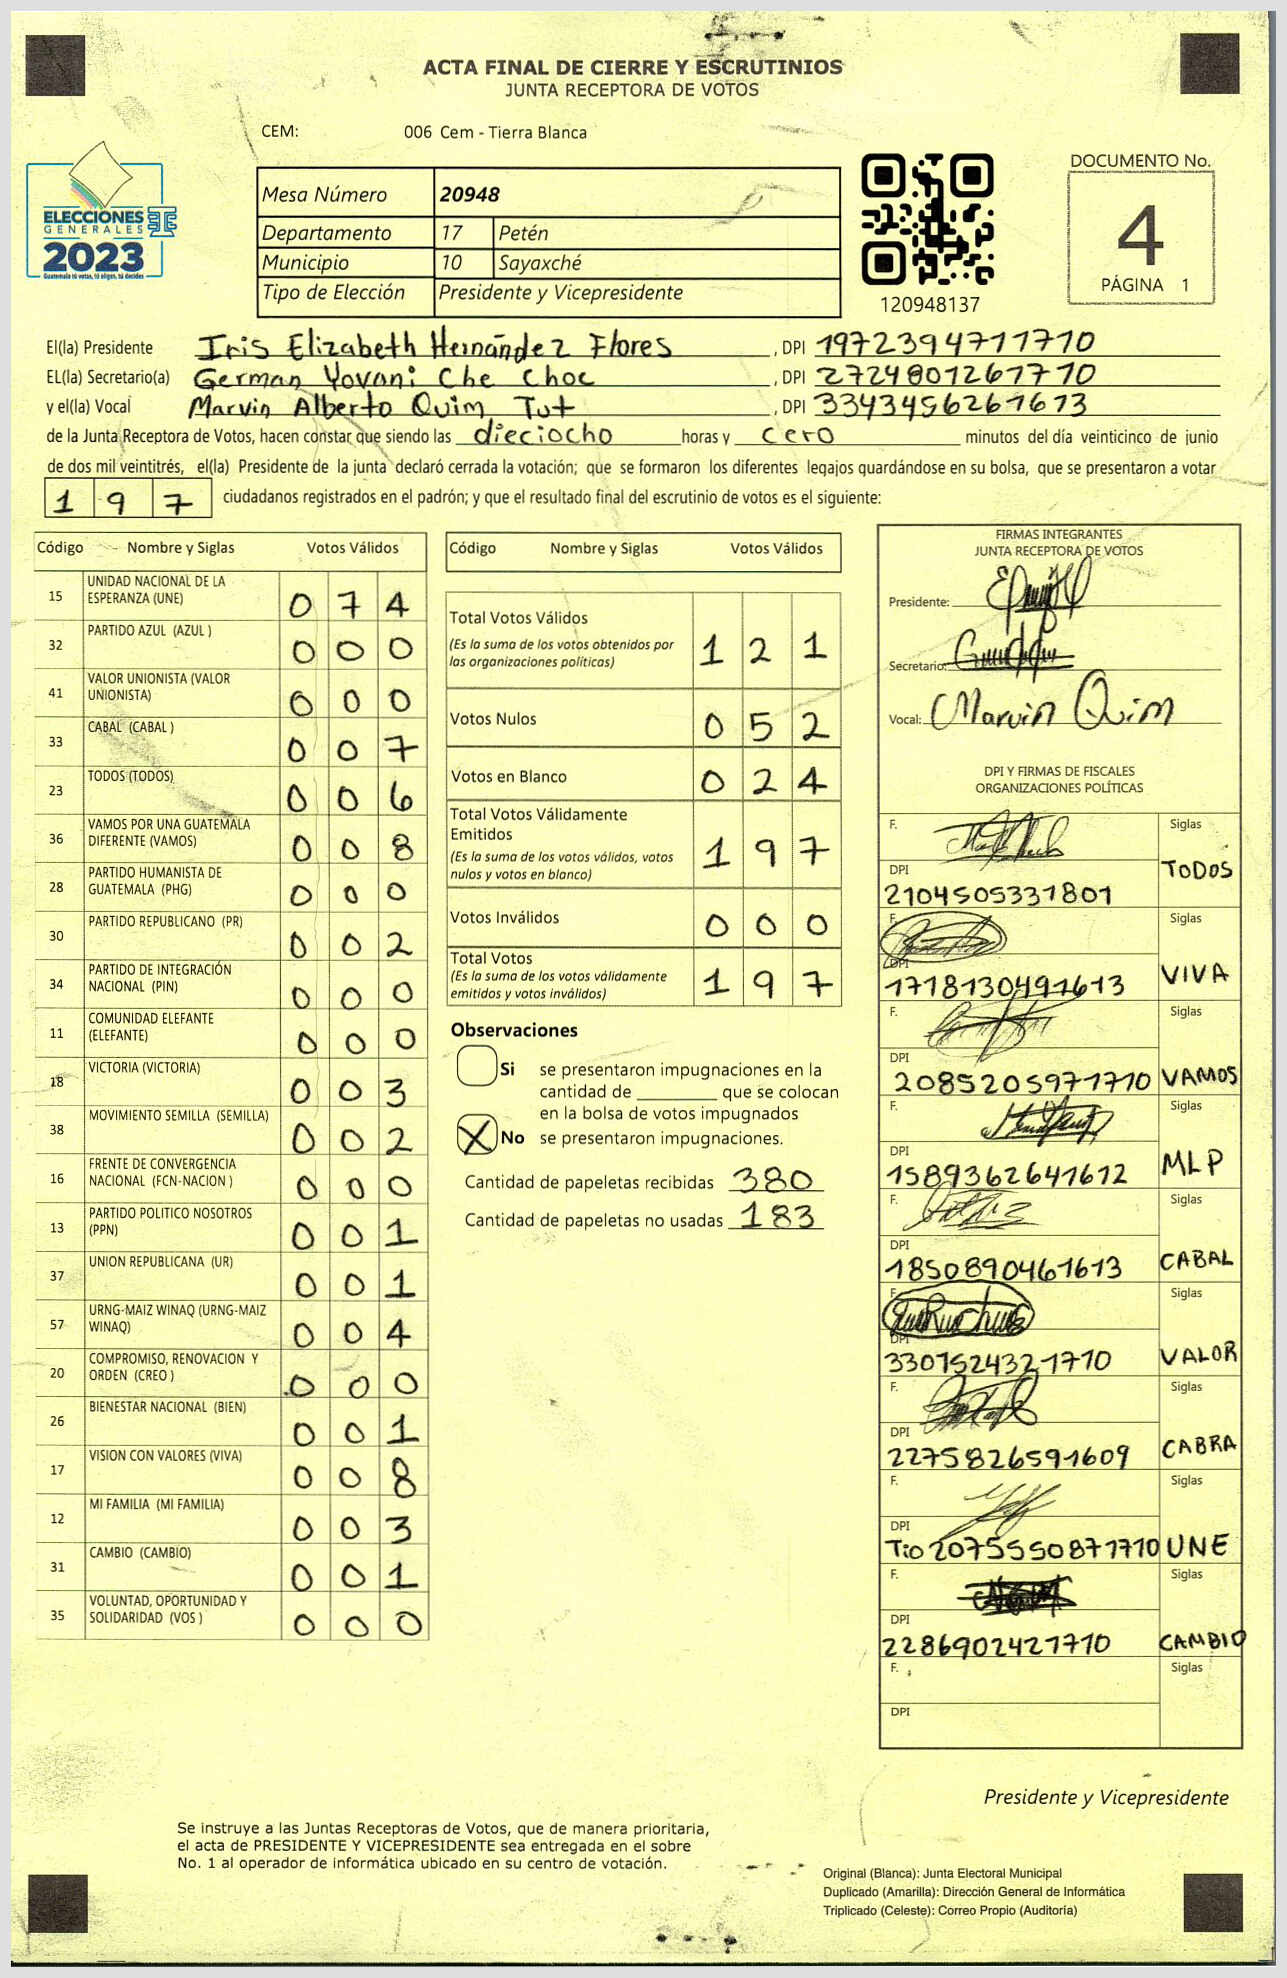 ACTA FINAL DE CIERRE Y ESCRUTINIOS
JUNTA RECEPTORA DE VOTOS
CEM: 006 Cem - Tierra Blanca
ELECCIONES
GENERALES
2023
Guatemala tú votas, tú eliges, tú decides
Mesa Número 20948
Departamento 17 Petén
Municipio 10 Sayaxché
Tipo de Elección Presidente y Vicepresidente
120948137
DOCUMENTO No.
4
PÁGINA 1
El(la) Presidente Iris Elizabeth Hernández Flores , DPI 1972394711710
EL(la) Secretario(a) German Yovani Che Choc , DPI 2724801261710
y el(la) Vocal Marvin Alberto Quim Tut , DPI 3343456261613
de la Junta Receptora de Votos, hacen constar que siendo las dieciocho horas y cero minutos del día veinticinco de junio
de dos mil veintitrés, el(la) Presidente de la junta declaró cerrada la votación; que se formaron los diferentes legajos guardándose en su bolsa, que se presentaron a votar
1 9 7 ciudadanos registrados en el padrón; y que el resultado final del escrutinio de votos es el siguiente:
Código Nombre y Siglas Votos Válidos
15 UNIDAD NACIONAL DE LA ESPERANZA (UNE) 0 7 4
32 PARTIDO AZUL (AZUL ) 0 0 0
41 VALOR UNIONISTA (VALOR UNIONISTA) 0 0 0
33 CABAL (CABAL ) 0 0 7
23 TODOS (TODOS) 0 0 6
36 VAMOS POR UNA GUATEMALA DIFERENTE (VAMOS) 0 0 8
28 PARTIDO HUMANISTA DE GUATEMALA (PHG) 0 0 0
30 PARTIDO REPUBLICANO (PR) 0 0 2
34 PARTIDO DE INTEGRACIÓN NACIONAL (PIN) 0 0 0
11 COMUNIDAD ELEFANTE (ELEFANTE) 0 0 0
18 VICTORIA (VICTORIA) 0 0 3
38 MOVIMIENTO SEMILLA (SEMILLA) 0 0 2
16 FRENTE DE CONVERGENCIA NACIONAL (FCN-NACION ) 0 0 0
13 PARTIDO POLITICO NOSOTROS (PPN) 0 0 1
37 UNION REPUBLICANA (UR) 0 0 1
57 URNG-MAIZ WINAQ (URNG-MAIZ WINAQ) 0 0 4
20 COMPROMISO, RENOVACION Y ORDEN (CREO ) 0 0 0
26 BIENESTAR NACIONAL (BIEN) 0 0 1
17 VISION CON VALORES (VIVA) 0 0 8
12 MI FAMILIA (MI FAMILIA) 0 0 3
31 CAMBIO (CAMBIO) 0 0 1
35 VOLUNTAD, OPORTUNIDAD Y SOLIDARIDAD (VOS ) 0 0 0
Código Nombre y Siglas Votos Válidos
Total Votos Válidos
(Es la suma de los votos obtenidos por
las organizaciones políticas) 1 2 1
Votos Nulos 0 5 2
Votos en Blanco 0 2 4
Total Votos Válidamente
Emitidos
(Es la suma de los votos válidos, votos
nulos y votos en blanco) 1 9 7
Votos Inválidos 0 0 0
Total Votos
(Es la suma de los votos válidamente
emitidos y votos inválidos) 1 9 7
Observaciones
Si se presentaron impugnaciones en la
cantidad de ________ que se colocan
en la bolsa de votos impugnados
X No se presentaron impugnaciones.
Cantidad de papeletas recibidas 380
Cantidad de papeletas no usadas 183
FIRMAS INTEGRANTES
JUNTA RECEPTORA DE VOTOS
Presidente:
Secretario:
Vocal: Marvin Quim
DPI Y FIRMAS DE FISCALES
ORGANIZACIONES POLÍTICAS
F. Siglas
DPI TODOS
2104505331801
F. Siglas
DPI VIVA
1718130491613
F. Siglas
DPI
2085205971710 VAMOS
F. Siglas
DPI MLP
1589362641612
F. Siglas
DPI CABAL
1850890461613
F. Siglas
DPI VALOR
3301524321710
F. Siglas
DPI CABRA
2275826591609
F. Siglas
DPI
Tio 2075550871710 UNE
F. Siglas
DPI
2286902421710 CAMBIO
F. Siglas
DPI
Presidente y Vicepresidente
Se instruye a las Juntas Receptoras de Votos, que de manera prioritaria,
el acta de PRESIDENTE Y VICEPRESIDENTE sea entregada en el sobre
No. 1 al operador de informática ubicado en su centro de votación.
Original (Blanca): Junta Electoral Municipal
Duplicado (Amarilla): Dirección General de Informática
Triplicado (Celeste): Correo Propio (Auditoría)